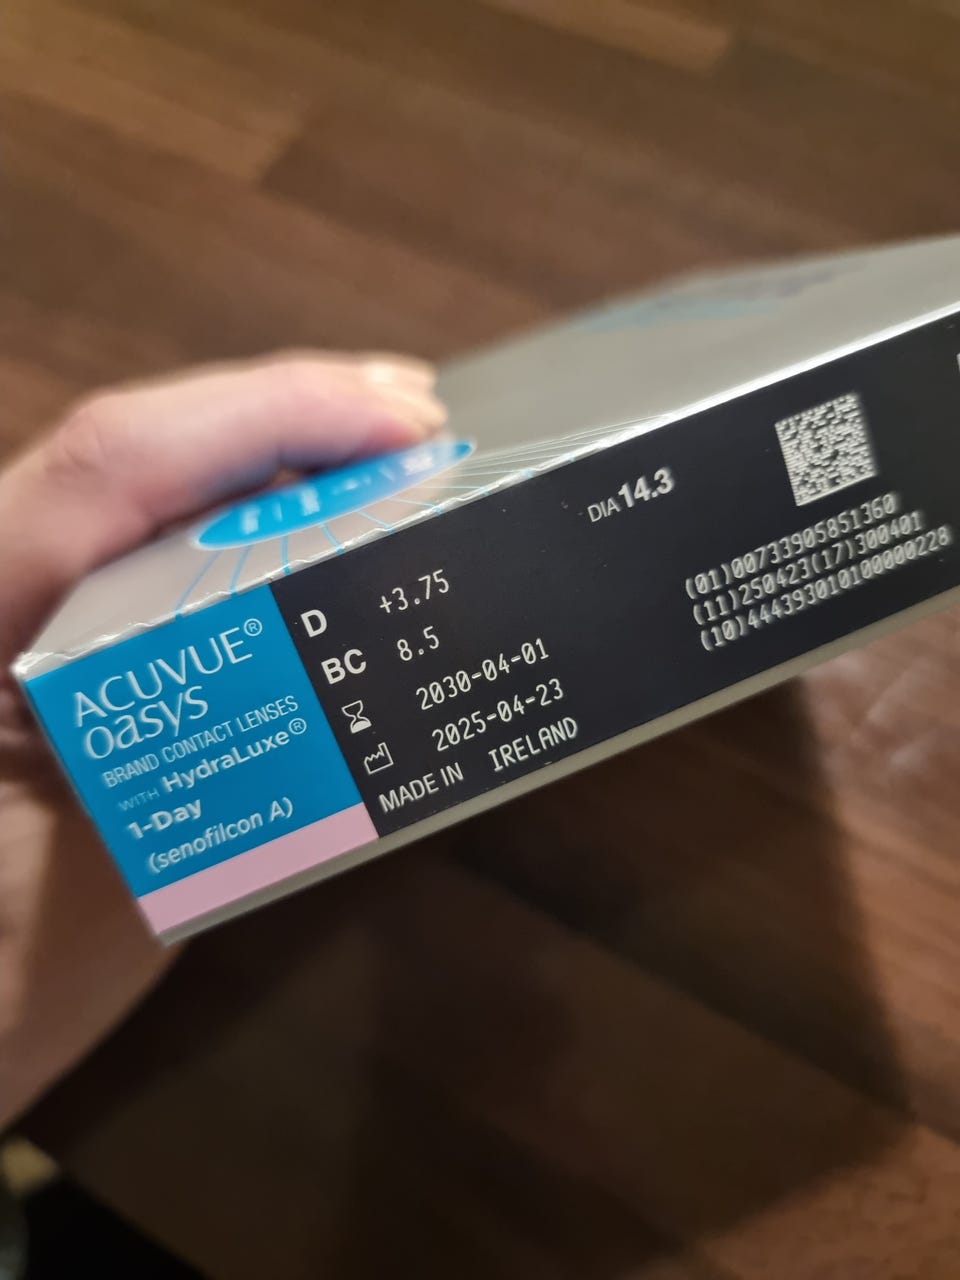 ACUVUE®
oasys
BRAND CONTACT LENSES
WITH HydraLuxe®
1-Day
(senofilcon A)
D +3.75
BC 8.5
2030-04-01
2025-04-23
MADE IN IRELAND
DIA 14.3
(01)00733905851360
(11)250423(17)300401
(10)444393010100000228